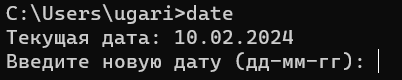 C:\Users\ugari>date
Текущая дата: 10.02.2024
Введите новую дату (дд-мм-гг):